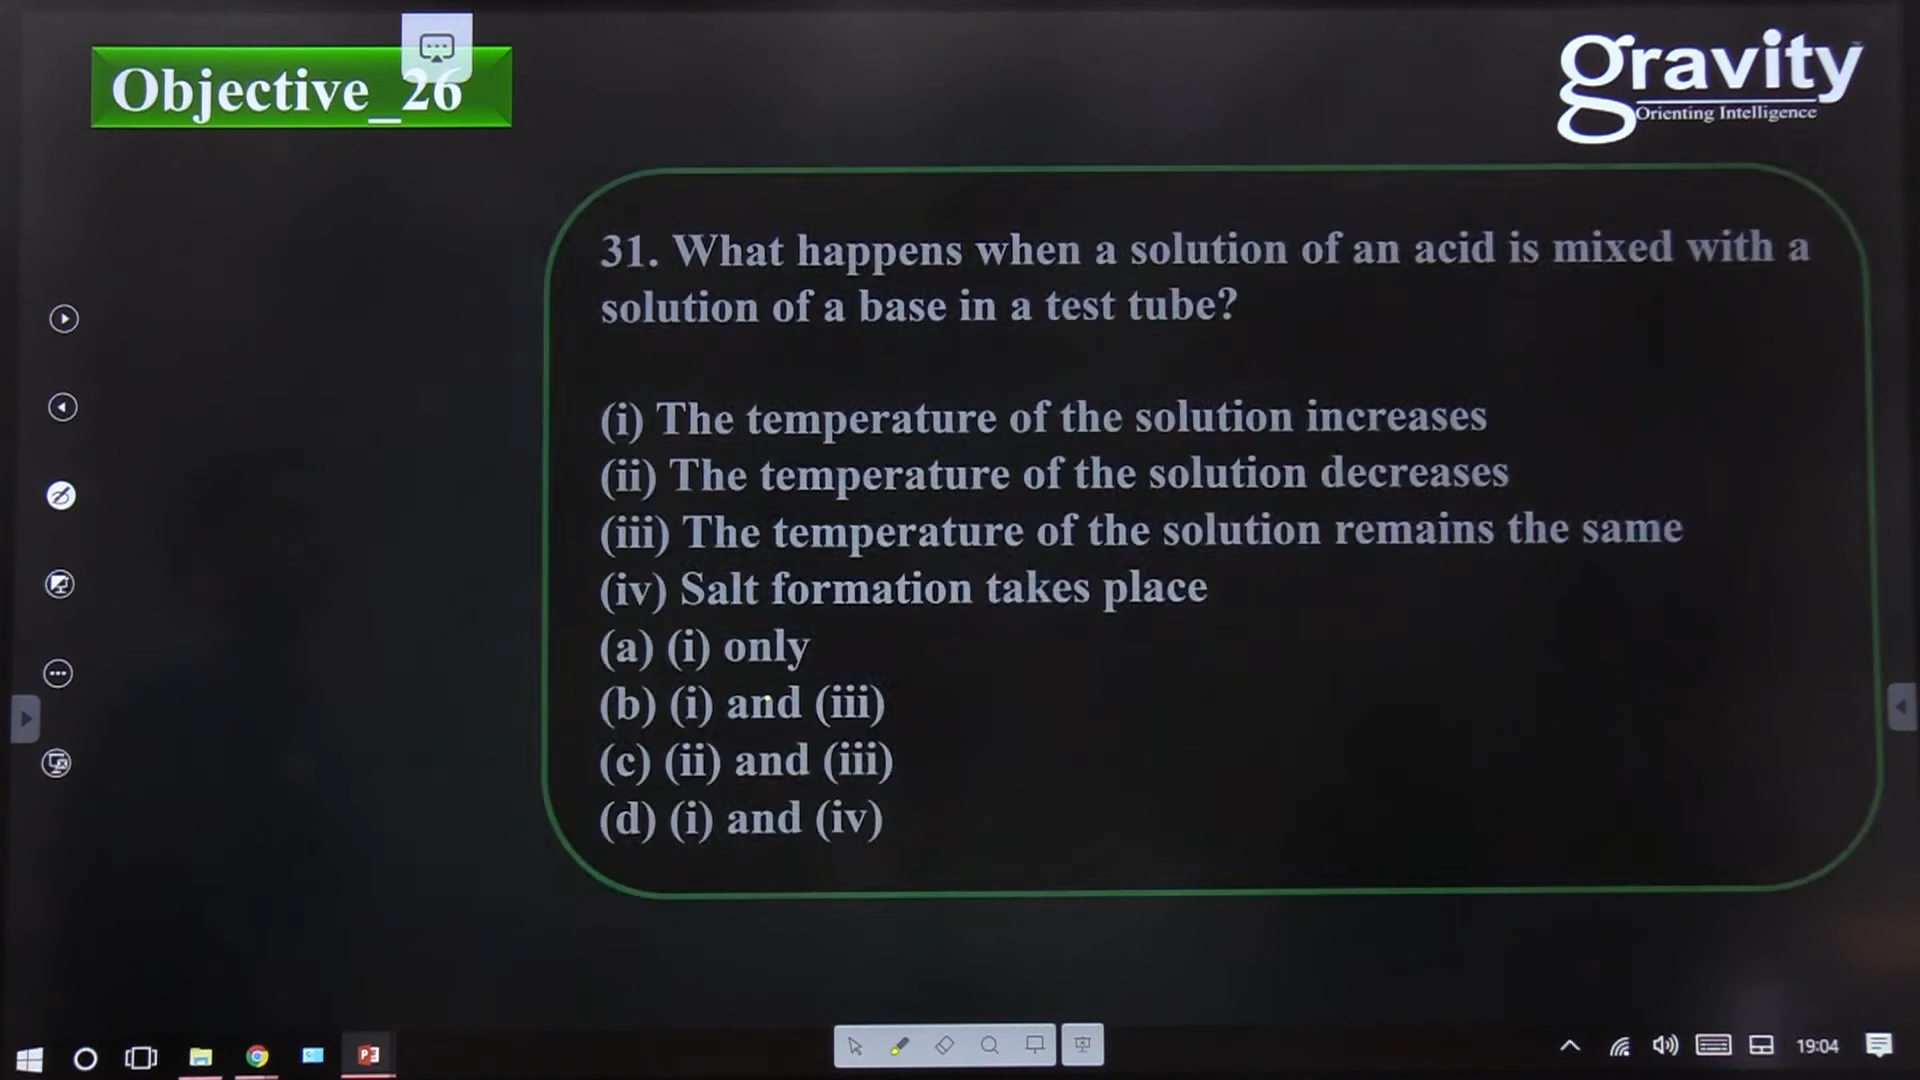 Objective_26
gravity
Orienting Intelligence
31. What happens when a solution of an acid is mixed with a
solution of a base in a test tube?
(i) The temperature of the solution increases
(ii) The temperature of the solution decreases
(iii) The temperature of the solution remains the same
(iv) Salt formation takes place
(a) (i) only
(b) (i) and (iii)
(c) (ii) and (iii)
(d) (i) and (iv)
19:04